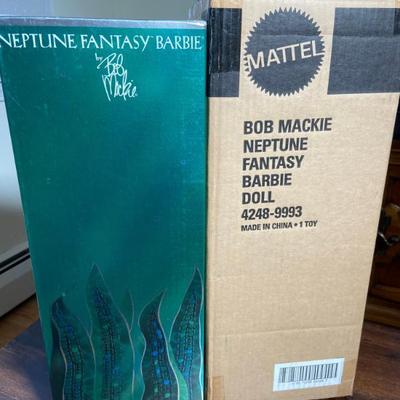 NEPTUNE FANTASY BARBIE
by
Bob
Mackie
MATTEL
BOB MACKIE
NEPTUNE
FANTASY
BARBIE
DOLL
4248-9993
MADE IN CHINA • 1 TOY